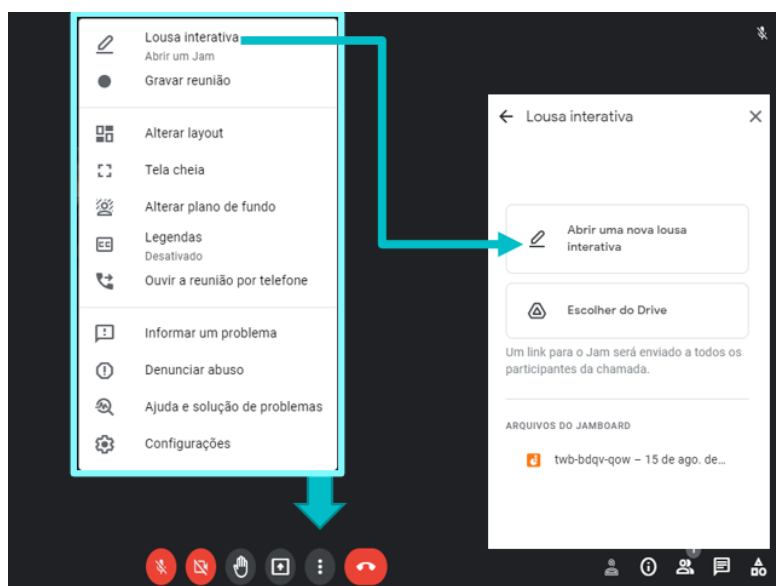 Lousa interativa
Abrir um Jam
Gravar reunião
Alterar layout
Tela cheia
Alterar plano de fundo
Legendas
Desativado
Ouvir a reunião por telefone
Informar um problema
Denunciar abuso
Ajuda e solução de problemas
Configurações
Lousa interativa
Abrir uma nova lousa
interativa
Escolher do Drive
Um link para o Jam será enviado a todos os
participantes da chamada.
ARQUIVOS DO JAMBOARD
twb-bdqv-qow – 15 de ago. de...